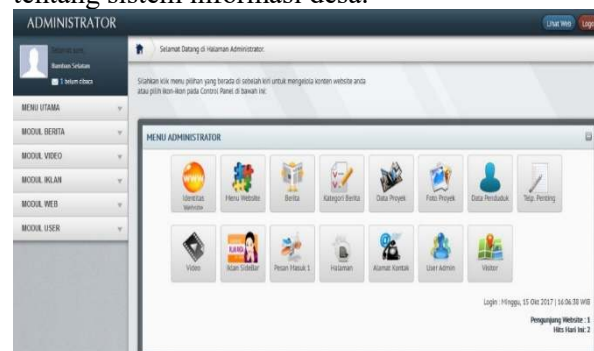 tentang sistem informasi desa.
ADMINISTRATOR
Lihat Web
Selamat Datang di Halaman Administrator.
Bamban Selatan
1 belum dibaca
Silahkan klik menu pilihan yang berada di sebelah kiri untuk mengelola konten website anda
atau pilih ikon-ikon pada Control Panel di bawah ini:
MENU UTAMA
MODUL BERITA
MODUL VIDEO
MODUL IKLAN
MODUL WEB
MODUL USER
MENU ADMINISTRATOR
Identitas Website
Menu Website
Berita
Kategori Berita
Data Proyek
Foto Proyek
Data Penduduk
Telp. Penting
Video
Iklan SideBar
Pesan Masuk 1
Halaman
Alamat Kontak
User Admin
Visitor
Login : Minggu, 15 Okt 2017 | 16:06:38 WIB
Pengunjung Website : 1
Hits Hari Ini: 2